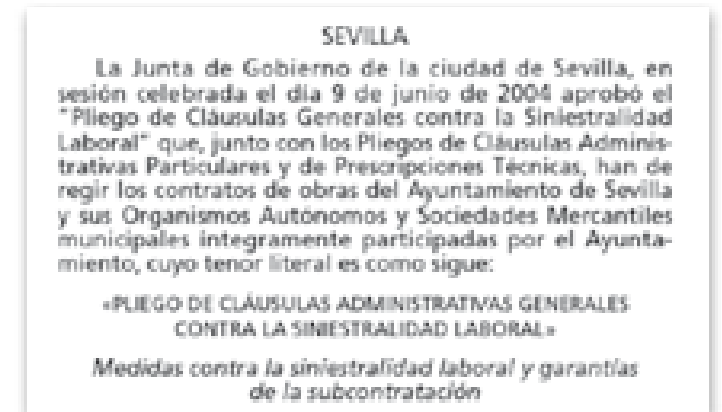 SEVILLA
La Junta de Gobierno de la ciudad de Sevilla, en
sesión celebrada el día 9 de junio de 2004 aprobó el
"Pliego de Cláusulas Generales contra la Siniestralidad
Laboral" que, junto con los Pliegos de Cláusulas Adminis-
trativas Particulares y de Prescripciones Técnicas, han de
regir los contratos de obras del Ayuntamiento de Sevilla
y sus Organismos Autónomos y Sociedades Mercantiles
municipales íntegramente participadas por el Ayunta-
miento, cuyo tenor literal es como sigue:
«PLIEGO DE CLÁUSULAS ADMINISTRATIVAS GENERALES
CONTRA LA SINIESTRALIDAD LABORAL»
Medidas contra la siniestralidad laboral y garantías
de la subcontratación